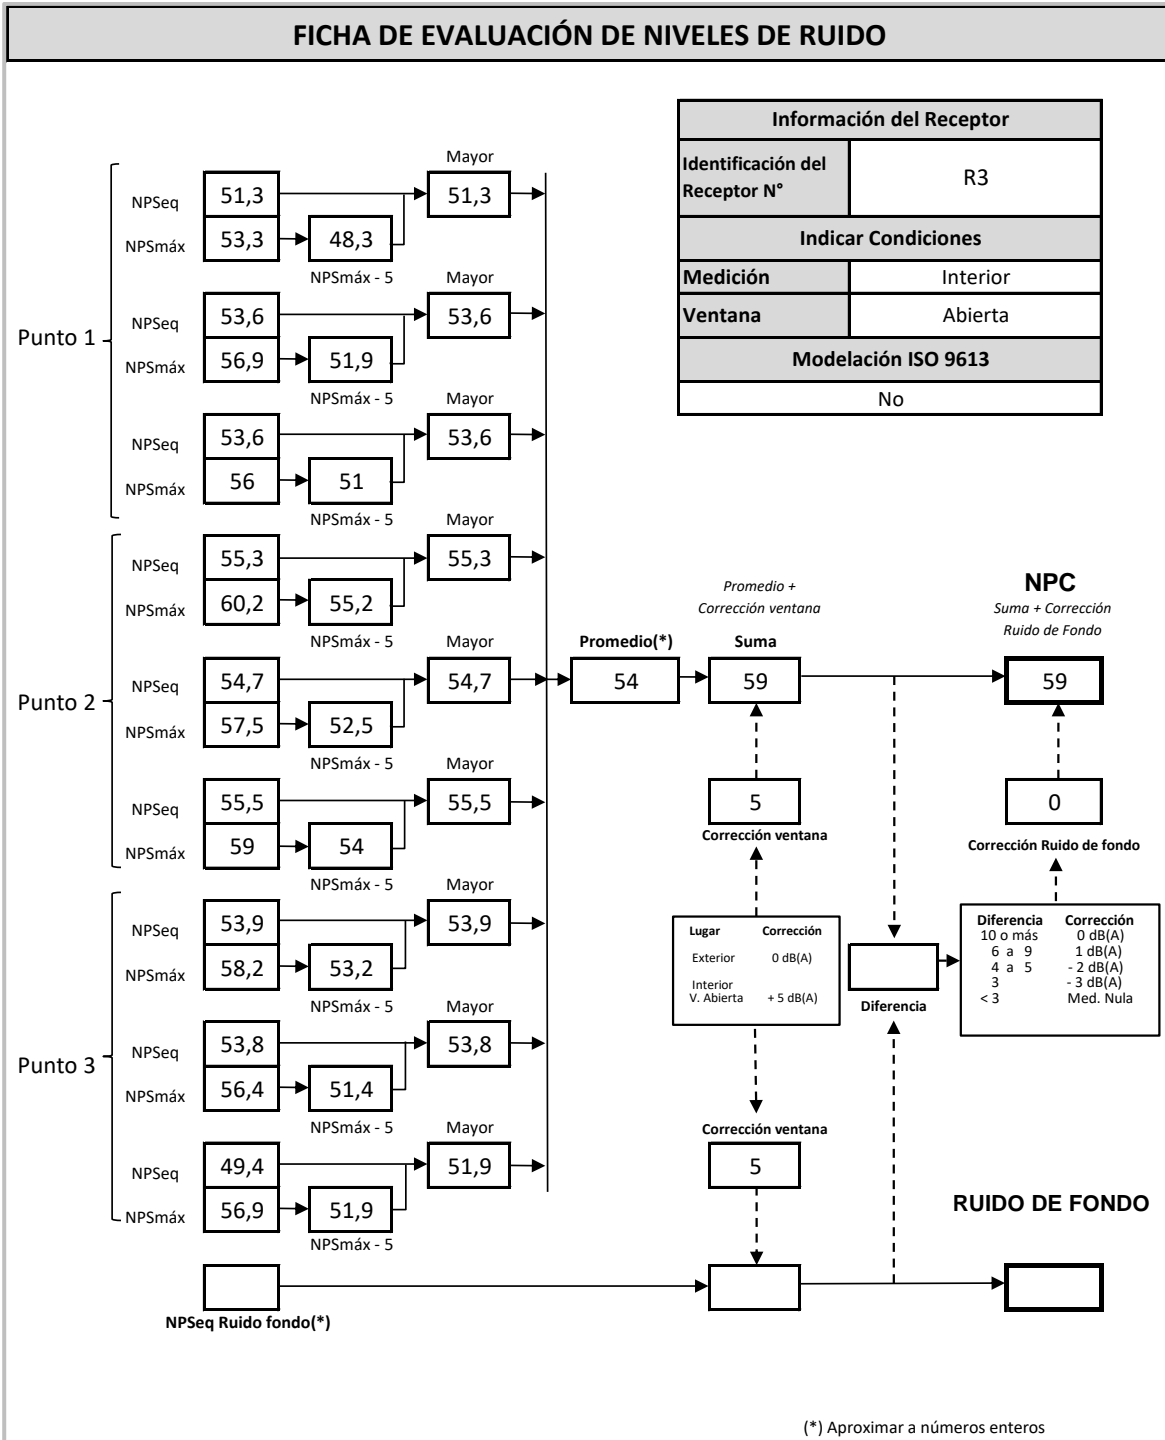 FICHA DE EVALUACIÓN DE NIVELES DE RUIDO
Información del Receptor
Identificación del Receptor N° R3
Indicar Condiciones
Medición Interior
Ventana Abierta
Modelación ISO 9613
No
Punto 1
Mayor
NPSeq 51,3 51,3
NPSmáx 53,3 48,3
NPSmáx - 5
Mayor
NPSeq 53,6 53,6
NPSmáx 56,9 51,9
NPSmáx - 5
Mayor
NPSeq 53,6 53,6
NPSmáx 56 51
NPSmáx - 5
Punto 2
Mayor
NPSeq 55,3 55,3
NPSmáx 60,2 55,2
NPSmáx - 5
Mayor
NPSeq 54,7 54,7
NPSmáx 57,5 52,5
NPSmáx - 5
Mayor
NPSeq 55,5 55,5
NPSmáx 59 54
NPSmáx - 5
Punto 3
Mayor
NPSeq 53,9 53,9
NPSmáx 58,2 53,2
NPSmáx - 5
Mayor
NPSeq 53,8 53,8
NPSmáx 56,4 51,4
NPSmáx - 5
Mayor
NPSeq 49,4 51,9
NPSmáx 56,9 51,9
NPSmáx - 5
NPSeq Ruido fondo(*)
Promedio(*)
54
Promedio +
Corrección ventana
Suma
59
5
Corrección ventana
Lugar Corrección
Exterior 0 dB(A)
Interior
V. Abierta + 5 dB(A)
Corrección ventana
5
Diferencia
NPC
Suma + Corrección
Ruido de Fondo
59
0
Corrección Ruido de fondo
Diferencia Corrección
10 o más 0 dB(A)
6 a 9 1 dB(A)
4 a 5 - 2 dB(A)
3 - 3 dB(A)
< 3 Med. Nula
RUIDO DE FONDO
(*) Aproximar a números enteros